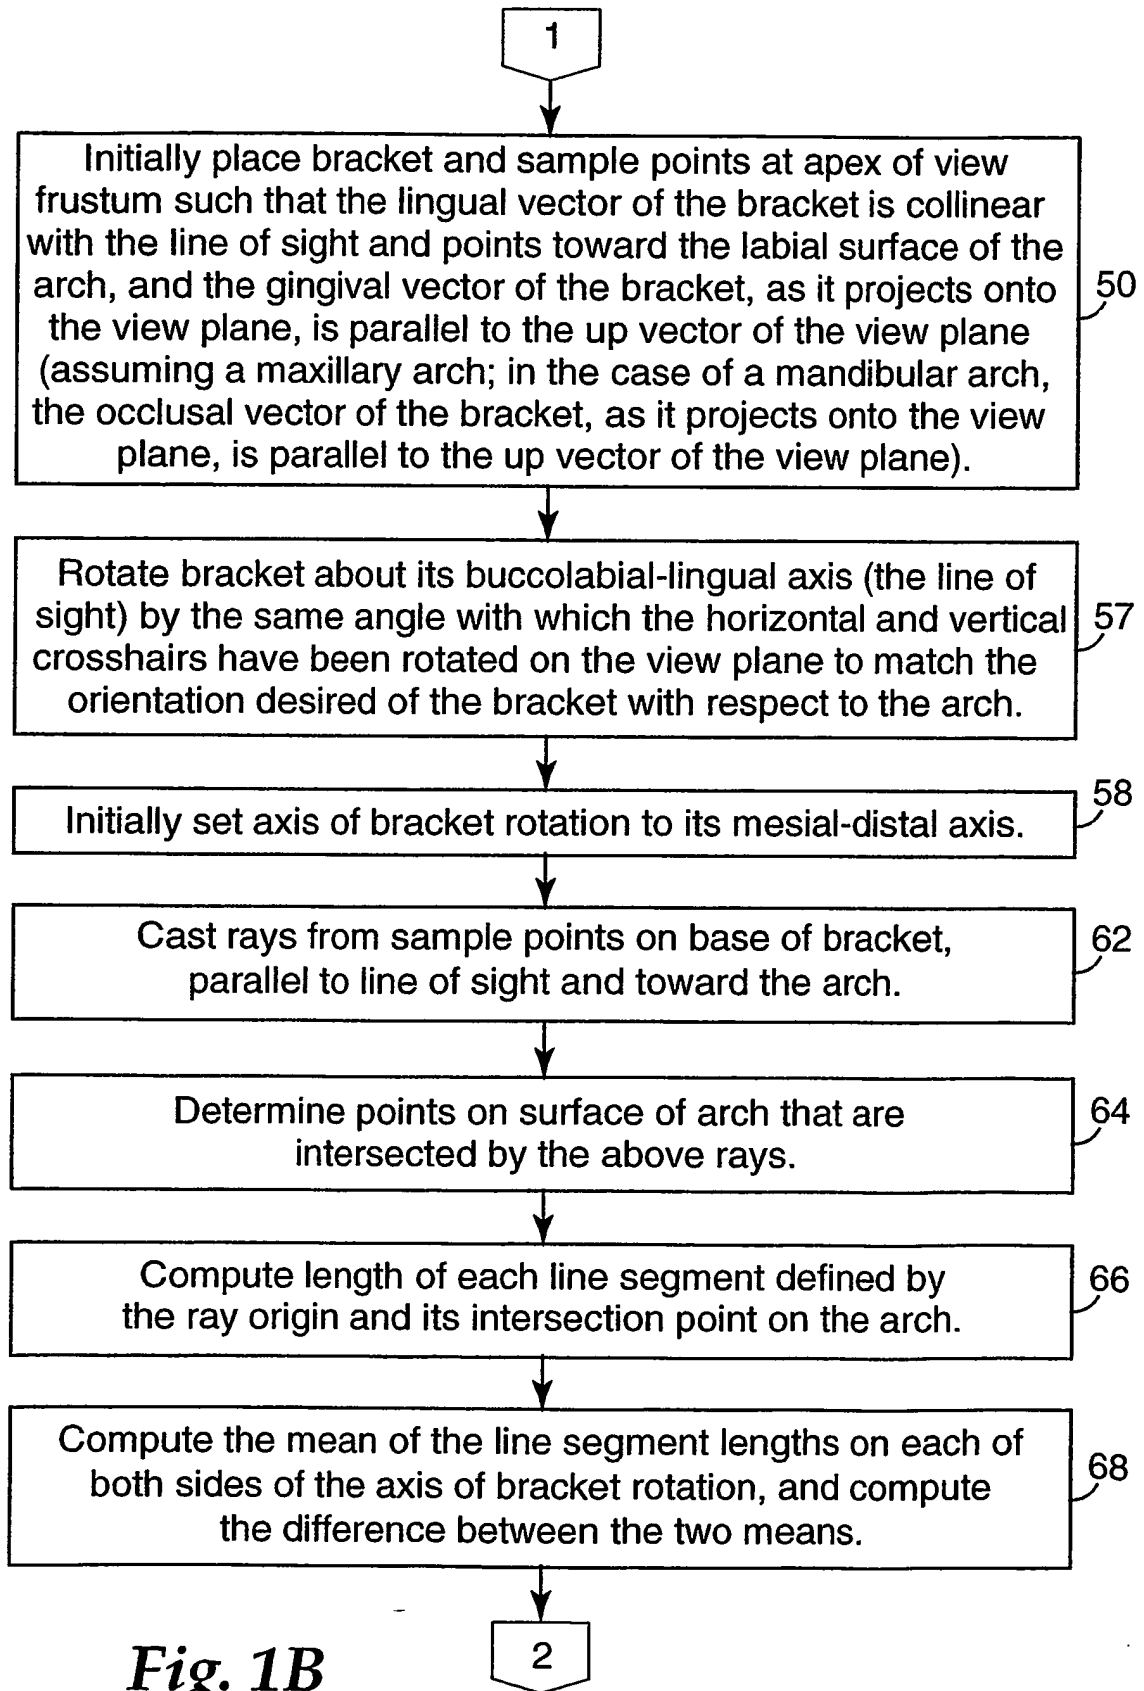 1
Initially place bracket and sample points at apex of view
frustum such that the lingual vector of the bracket is collinear
with the line of sight and points toward the labial surface of the
arch, and the gingival vector of the bracket, as it projects onto
the view plane, is parallel to the up vector of the view plane
(assuming a maxillary arch; in the case of a mandibular arch,
the occlusal vector of the bracket, as it projects onto the view
plane, is parallel to the up vector of the view plane).
50
Rotate bracket about its buccolabial-lingual axis (the line of
sight) by the same angle with which the horizontal and vertical
crosshairs have been rotated on the view plane to match the
orientation desired of the bracket with respect to the arch.
57
Initially set axis of bracket rotation to its mesial-distal axis.
58
Cast rays from sample points on base of bracket,
parallel to line of sight and toward the arch.
62
Determine points on surface of arch that are
intersected by the above rays.
64
Compute length of each line segment defined by
the ray origin and its intersection point on the arch.
66
Compute the mean of the line segment lengths on each of
both sides of the axis of bracket rotation, and compute
the difference between the two means.
68
2
Fig. 1B